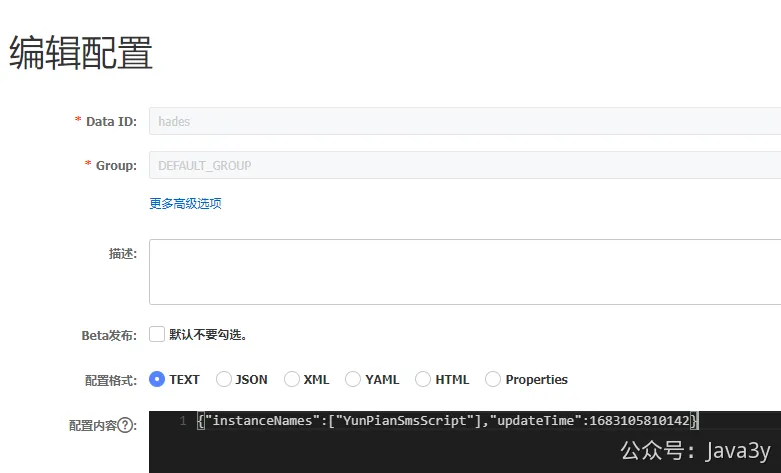 编辑配置
* Data ID: hades
* Group: DEFAULT_GROUP
更多高级选项
描述:
Beta发布: 默认不要勾选。
配置格式: TEXT JSON XML YAML HTML Properties
配置内容?: 1 {"instanceNames":["YunPianSmsScript"],"updateTime":1683105810142}
公众号：Java3y